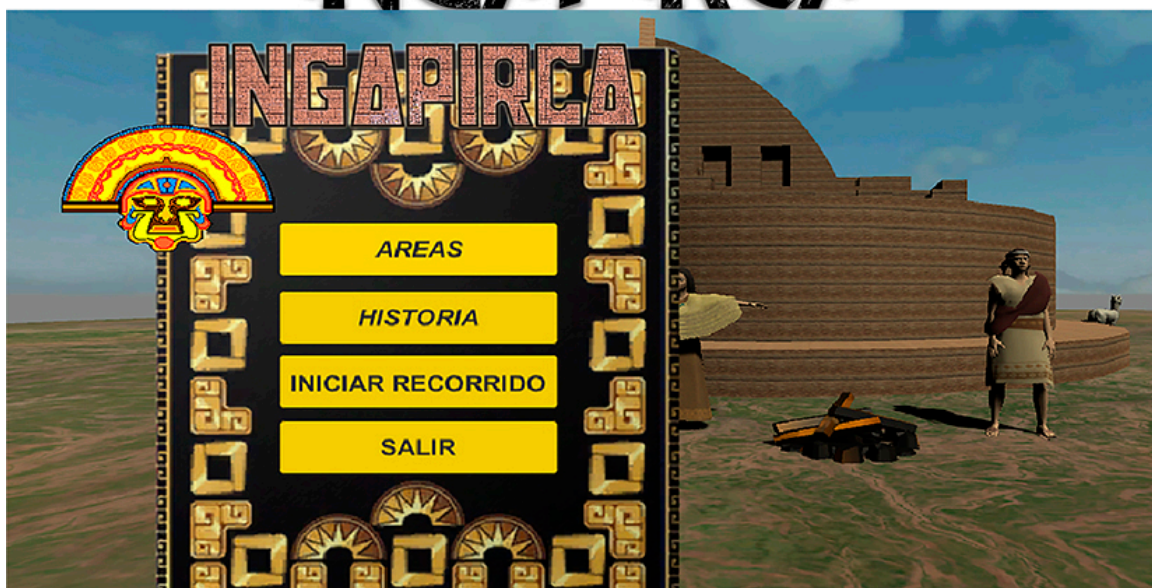 INGAPIRCA
AREAS
HISTORIA
INICIAR RECORRIDO
SALIR